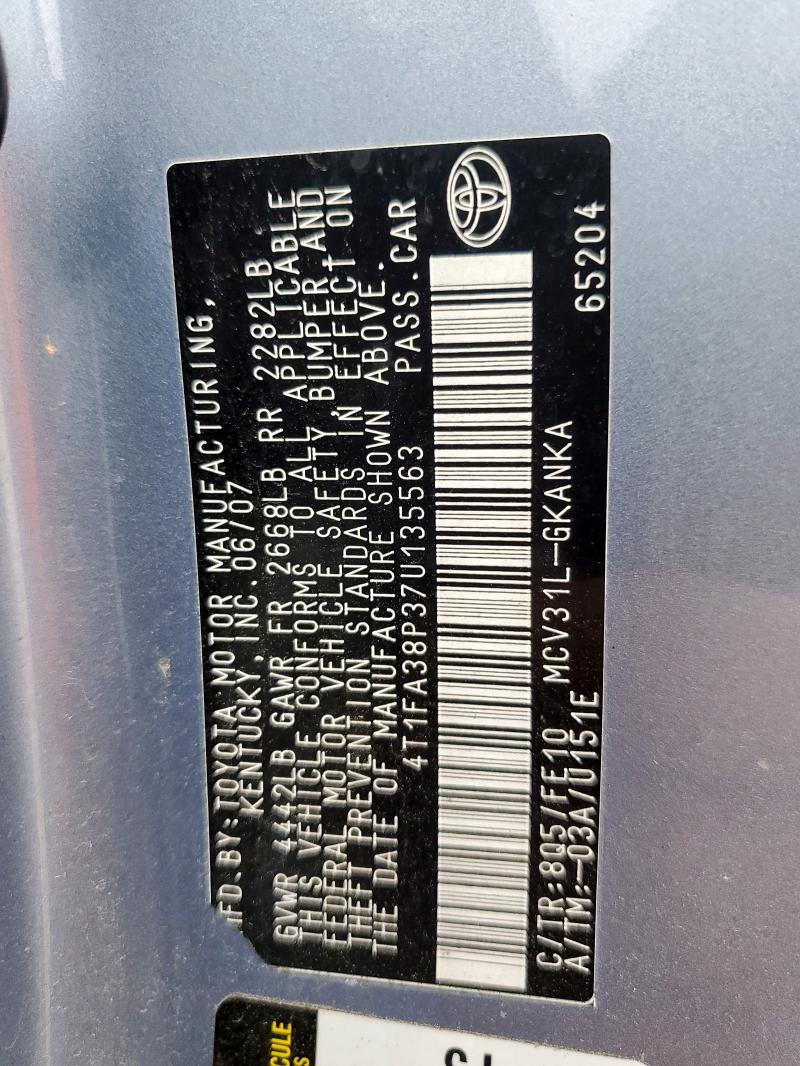 MFD.BY:TOYOTA MOTOR MANUFACTURING,
KENTUCKY, INC.06/07
GVWR 4442LB GAWR FR 2668LB RR 2282LB
THIS VEHICLE CONFORMS TO ALL APPLICABLE
FEDERAL MOTOR VEHICLE SAFETY,BUMPER AND
THEFT PREVENTION STANDARDS IN EFFECT ON
THE DATE OF MANUFACTURE SHOWN ABOVE.
4T1FA38P37U135563 PASS.CAR
C/TR:8Q5/FE10 MCV31L-GKANKA
A/TM:-03A/U151E 65204